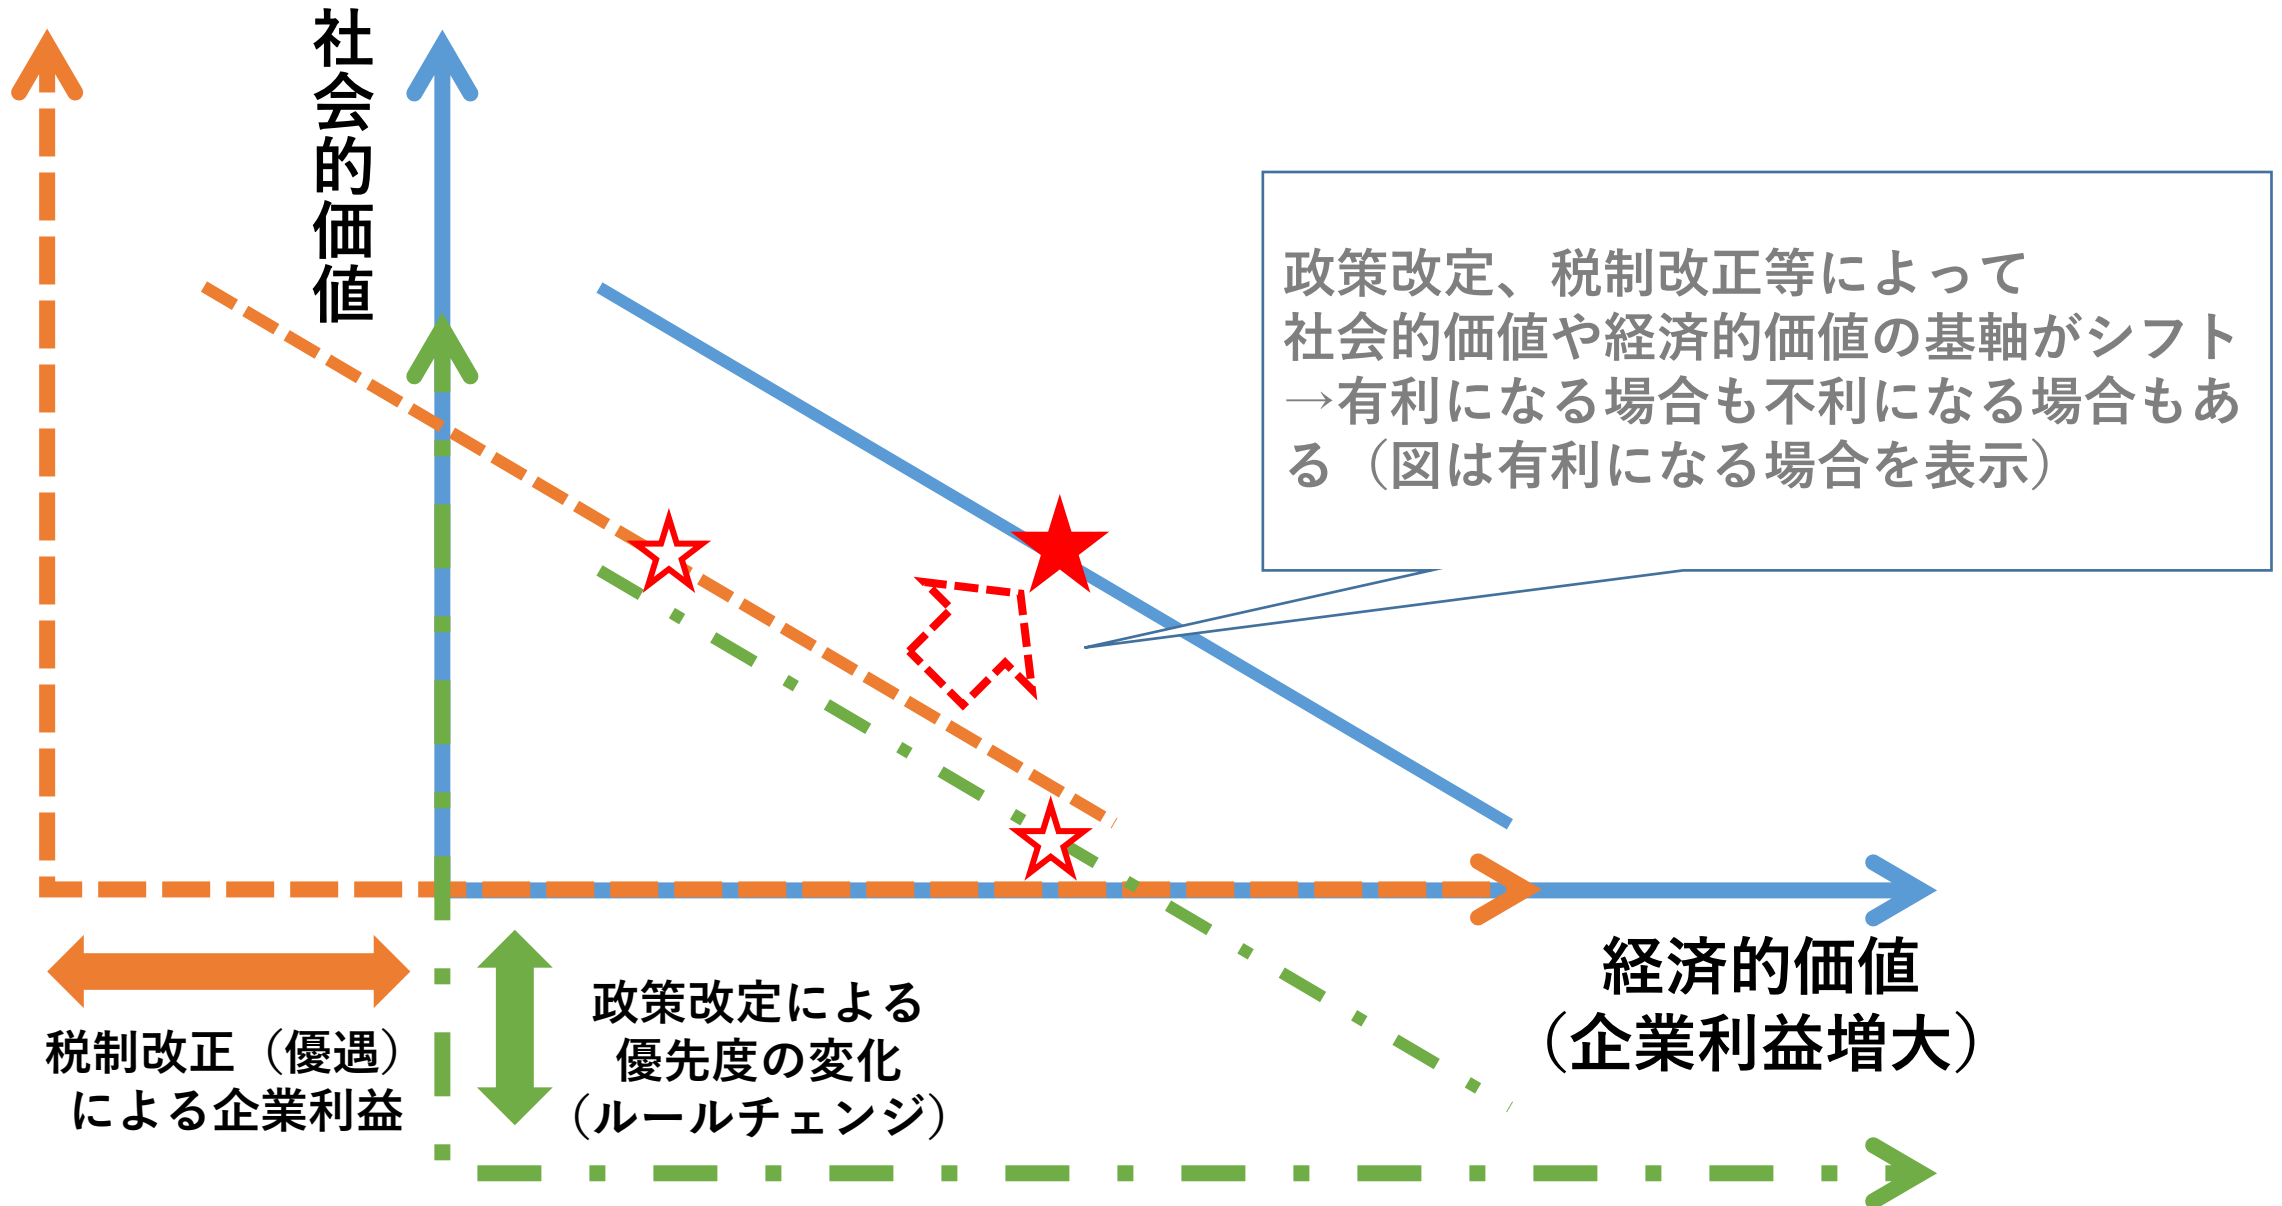 社会的価値
政策改定、税制改正等によって
社会的価値や経済的価値の基軸がシフト
→有利になる場合も不利になる場合もあ
る（図は有利になる場合を表示）
経済的価値
（企業利益増大）
税制改正（優遇）
による企業利益
政策改定による
優先度の変化
（ルールチェンジ）